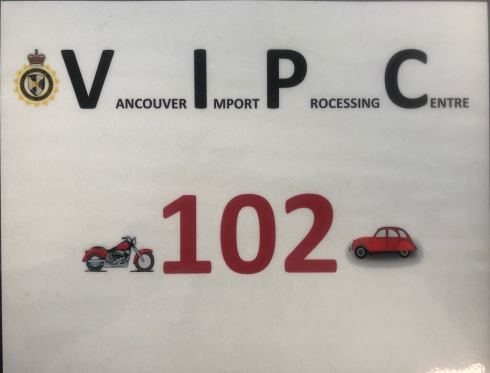 VANCOUVER IMPORT PROCESSING CENTRE
102